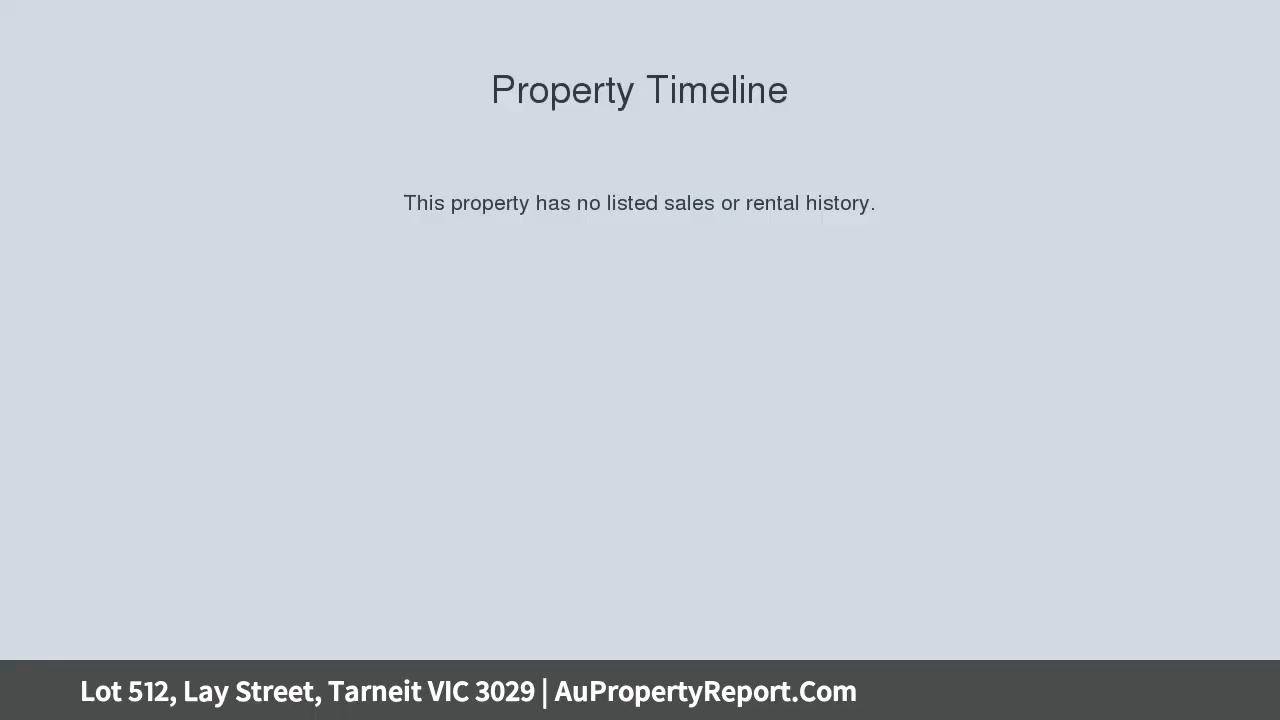 Property Timeline
This property has no listed sales or rental history.
Lot 512, Lay Street, Tarneit VIC 3029 | AuPropertyReport.Com